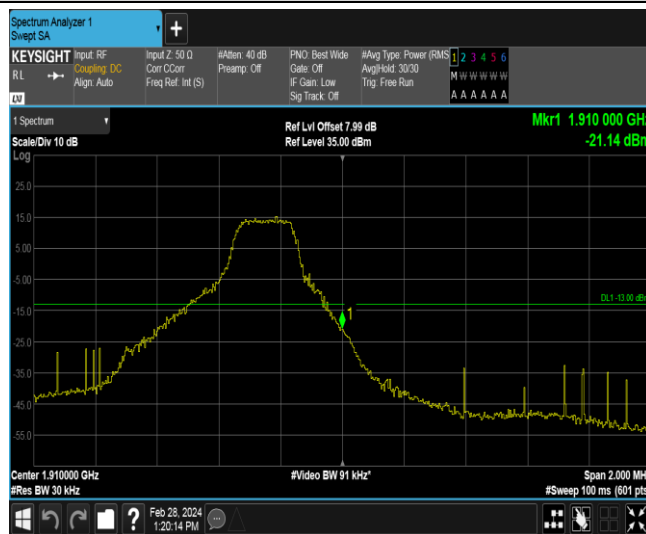 Spectrum Analyzer 1
Swept SA
KEYSIGHT
RL
Input: RF
Coupling: DC
Align: Auto
Input Z: 50 Ω
Corr CCorr
Freq Ref: Int (S)
#Atten: 40 dB
Preamp: Off
PNO: Best Wide
Gate: Off
IF Gain: Low
Sig Track: Off
#Avg Type: Power (RMS
Avg|Hold: 30/30
Trig: Free Run
1 2 3 4 5 6
M W W W W W
A A A A A A
LXI
1 Spectrum
Scale/Div 10 dB
Ref Lvl Offset 7.99 dB
Ref Level 35.00 dBm
Mkr1 1.910 000 GHz
-21.14 dBm
Log
25.0
15.0
5.00
-5.00
-15.0
-25.0
-35.0
-45.0
-55.0
DL1 -13.00 dBm
1
Center 1.910000 GHz
#Res BW 30 kHz
#Video BW 91 kHz*
Span 2.000 MH
#Sweep 100 ms (601 pts
Feb 28, 2024
1:20:14 PM